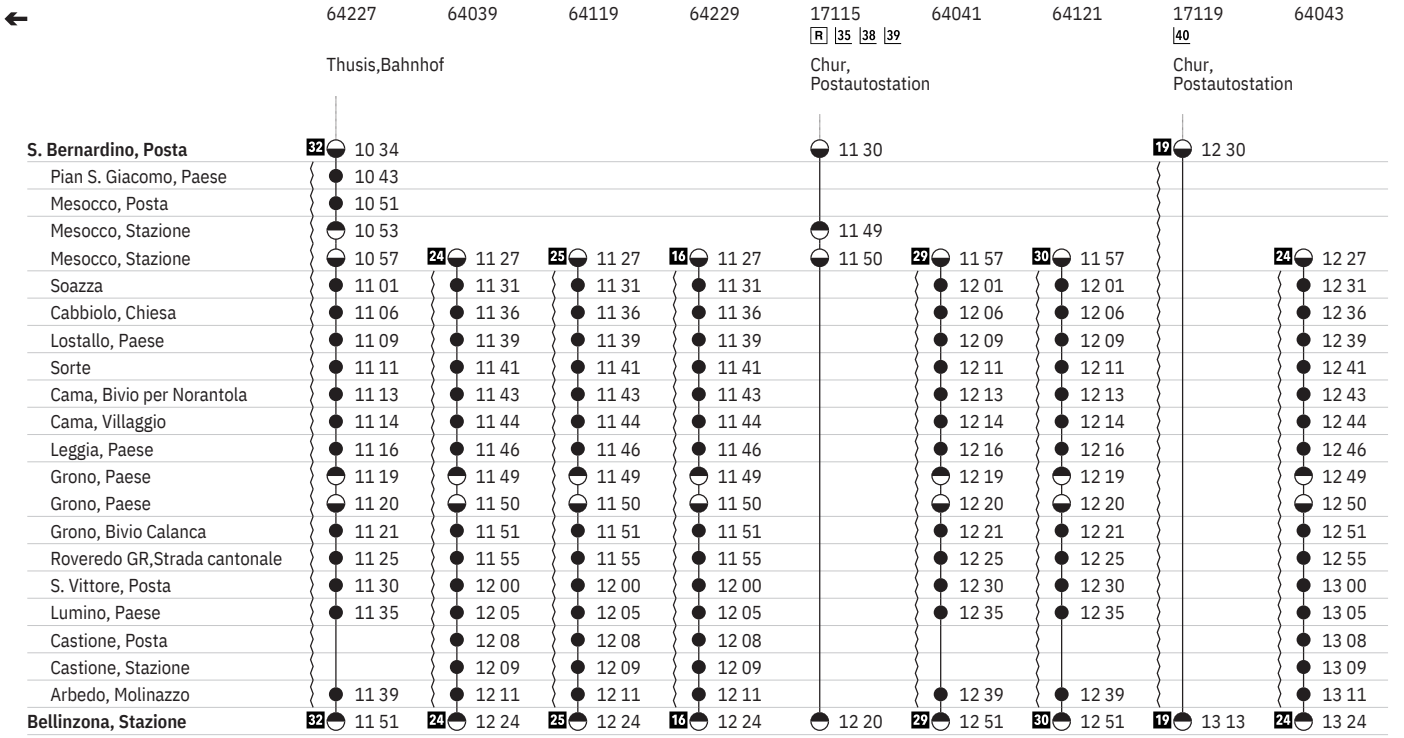 64227 64039 64119 64229 17115 64041 64121 17119 64043
R 35 38 39 40
Thusis,Bahnhof Chur, Chur,
Postautostation Postautostation
S. Bernardino, Posta 32 10 34 11 30 19 12 30
Pian S. Giacomo, Paese 10 43
Mesocco, Posta 10 51
Mesocco, Stazione 10 53 11 49
Mesocco, Stazione 10 57 24 11 27 25 11 27 16 11 27 11 50 29 11 57 30 11 57 24 12 27
Soazza 11 01 11 31 11 31 11 31 12 01 12 01 12 31
Cabbiolo, Chiesa 11 06 11 36 11 36 11 36 12 06 12 06 12 36
Lostallo, Paese 11 09 11 39 11 39 11 39 12 09 12 09 12 39
Sorte 11 11 11 41 11 41 11 41 12 11 12 11 12 41
Cama, Bivio per Norantola 11 13 11 43 11 43 11 43 12 13 12 13 12 43
Cama, Villaggio 11 14 11 44 11 44 11 44 12 14 12 14 12 44
Leggia, Paese 11 16 11 46 11 46 11 46 12 16 12 16 12 46
Grono, Paese 11 19 11 49 11 49 11 49 12 19 12 19 12 49
Grono, Paese 11 20 11 50 11 50 11 50 12 20 12 20 12 50
Grono, Bivio Calanca 11 21 11 51 11 51 11 51 12 21 12 21 12 51
Roveredo GR,Strada cantonale 11 25 11 55 11 55 11 55 12 25 12 25 12 55
S. Vittore, Posta 11 30 12 00 12 00 12 00 12 30 12 30 13 00
Lumino, Paese 11 35 12 05 12 05 12 05 12 35 12 35 13 05
Castione, Posta 12 08 12 08 12 08 13 08
Castione, Stazione 12 09 12 09 12 09 13 09
Arbedo, Molinazzo 11 39 12 11 12 11 12 11 12 39 12 39 13 11
Bellinzona, Stazione 32 11 51 24 12 24 25 12 24 16 12 24 12 20 29 12 51 30 12 51 19 13 13 24 13 24